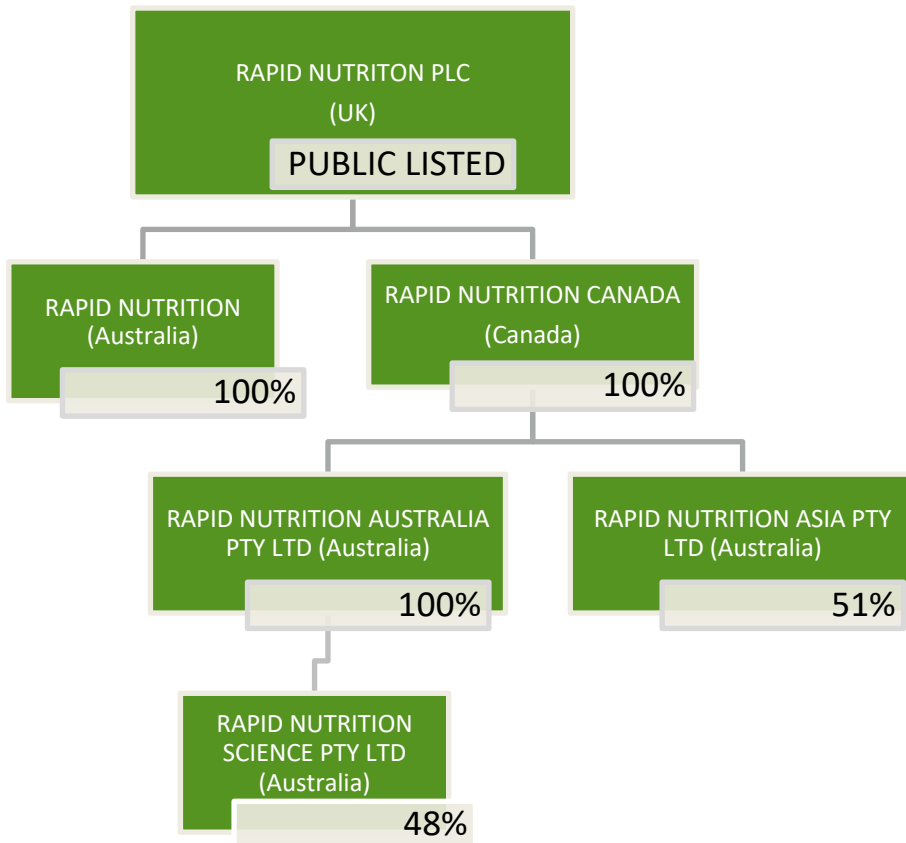 RAPID NUTRITON PLC
(UK)
PUBLIC LISTED
RAPID NUTRITION
(Australia)
100%
RAPID NUTRITION CANADA
(Canada)
100%
RAPID NUTRITION AUSTRALIA
PTY LTD (Australia)
100%
RAPID NUTRITION ASIA PTY
LTD (Australia)
51%
RAPID NUTRITION
SCIENCE PTY LTD
(Australia)
48%